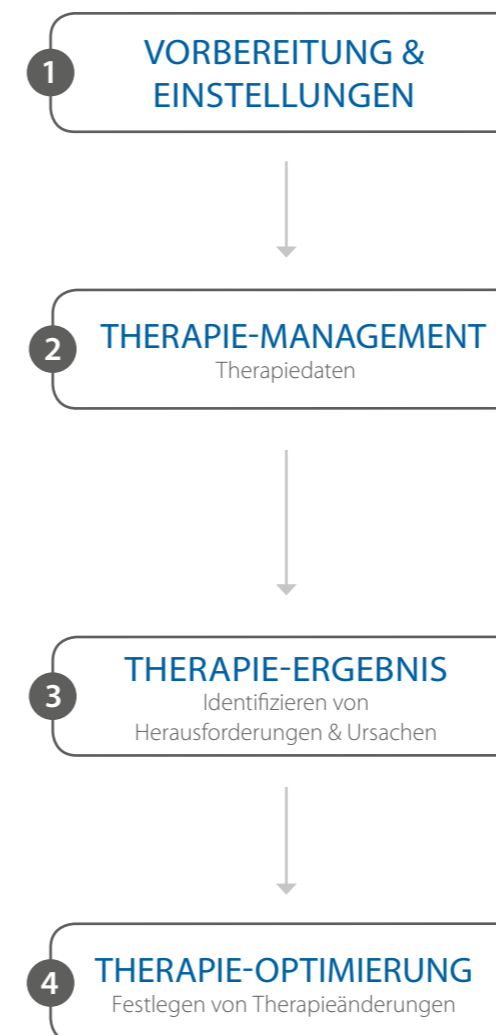 1
VORBEREITUNG &
EINSTELLUNGEN
2
THERAPIE-MANAGEMENT
Therapiedaten
3
THERAPIE-ERGEBNIS
Identifizieren von
Herausforderungen & Ursachen
4
THERAPIE-OPTIMIERUNG
Festlegen von Therapieänderungen